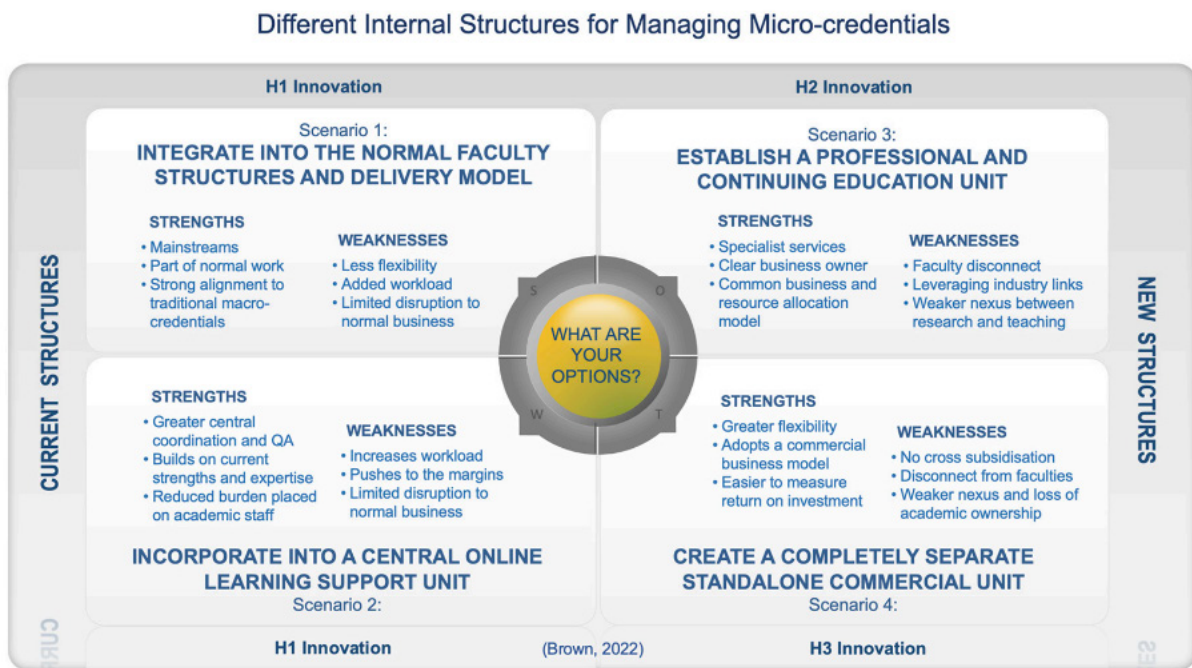 Different Internal Structures for Managing Micro-credentials
H1 Innovation
H2 Innovation
CURRENT STRUCTURES
Scenario 1:
INTEGRATE INTO THE NORMAL FACULTY
STRUCTURES AND DELIVERY MODEL
STRENGTHS
• Mainstreams
• Part of normal work
• Strong alignment to
traditional macro-
credentials
WEAKNESSES
• Less flexibility
• Added workload
• Limited disruption to
normal business
Scenario 3:
ESTABLISH A PROFESSIONAL AND
CONTINUING EDUCATION UNIT
STRENGTHS
• Specialist services
• Clear business owner
• Common business and
resource allocation
model
WEAKNESSES
• Faculty disconnect
• Leveraging industry links
• Weaker nexus between
research and teaching
NEW STRUCTURES
S
O
WHAT ARE
YOUR
OPTIONS?
W
T
STRENGTHS
• Greater central
coordination and QA
• Builds on current
strengths and expertise
• Reduced burden placed
on academic staff
WEAKNESSES
• Increases workload
• Pushes to the margins
• Limited disruption to
normal business
INCORPORATE INTO A CENTRAL ONLINE
LEARNING SUPPORT UNIT
Scenario 2:
STRENGTHS
• Greater flexibility
• Adopts a commercial
business model
• Easier to measure
return on investment
WEAKNESSES
• No cross subsidisation
• Disconnect from faculties
• Weaker nexus and loss of
academic ownership
CREATE A COMPLETELY SEPARATE
STANDALONE COMMERCIAL UNIT
Scenario 4:
CURR
H1 Innovation
(Brown, 2022)
H3 Innovation
ES